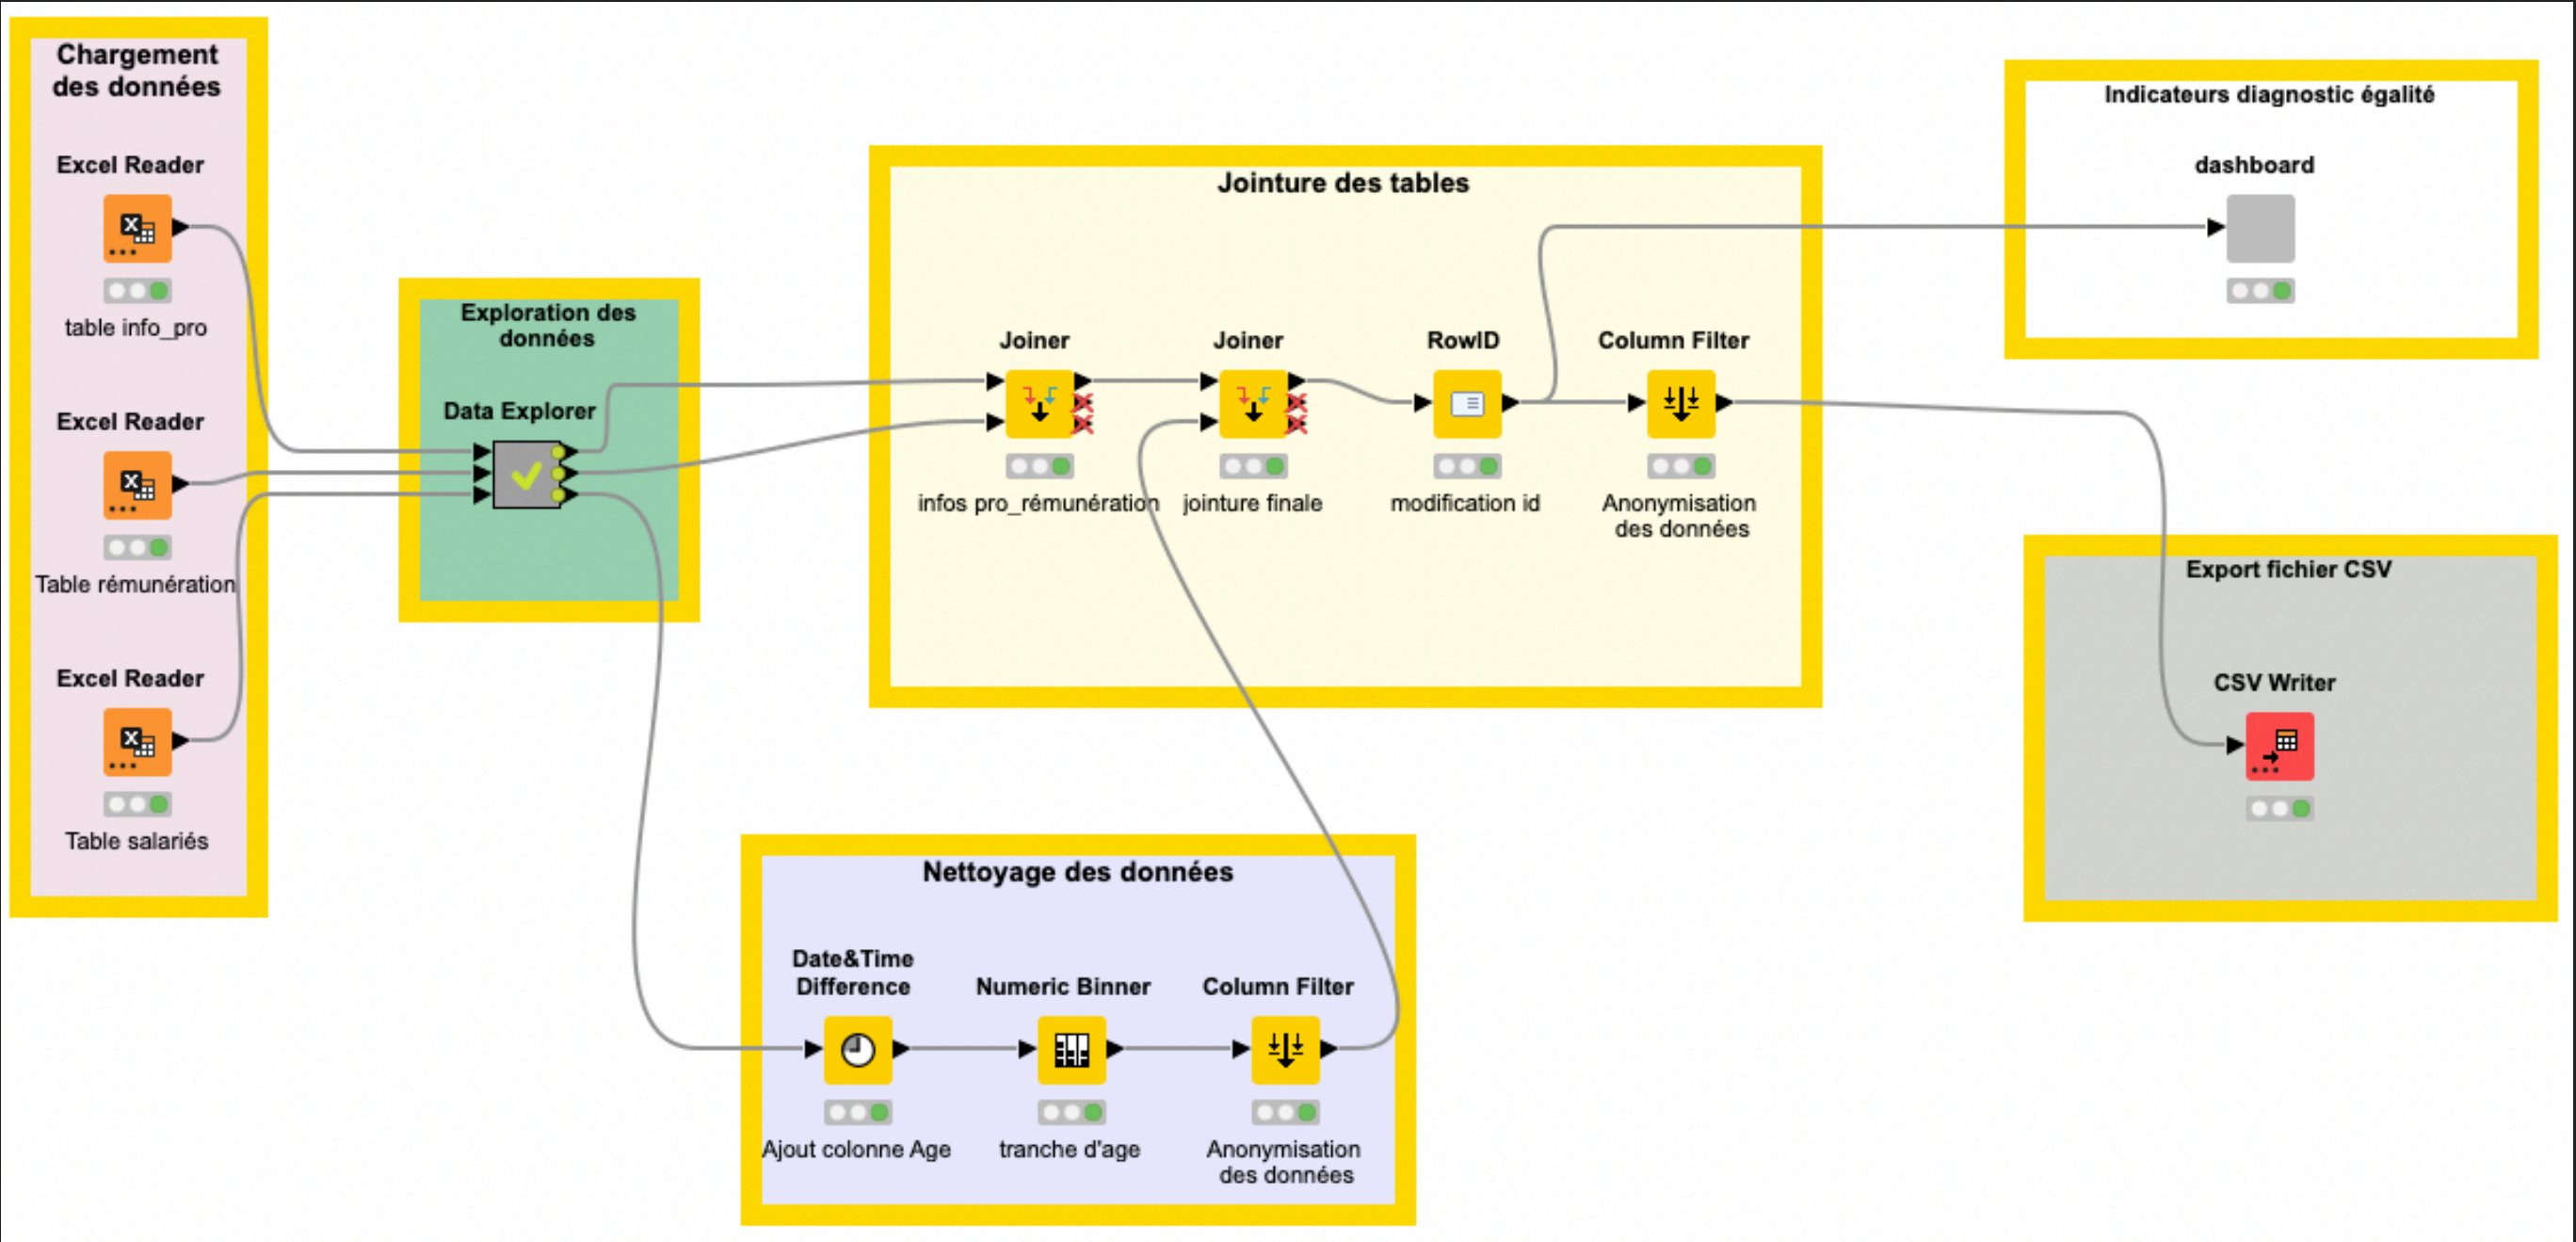 Chargement
des données
Excel Reader
table info_pro
Excel Reader
Table rémunération
Excel Reader
Table salariés
Exploration des
données
Data Explorer
Jointure des tables
Joiner
infos pro_rémunération
Joiner
jointure finale
RowID
modification id
Column Filter
Anonymisation
des données
Nettoyage des données
Date&Time
Difference
Ajout colonne Age
Numeric Binner
tranche d'age
Column Filter
Anonymisation
des données
Indicateurs diagnostic égalité
dashboard
Export fichier CSV
CSV Writer